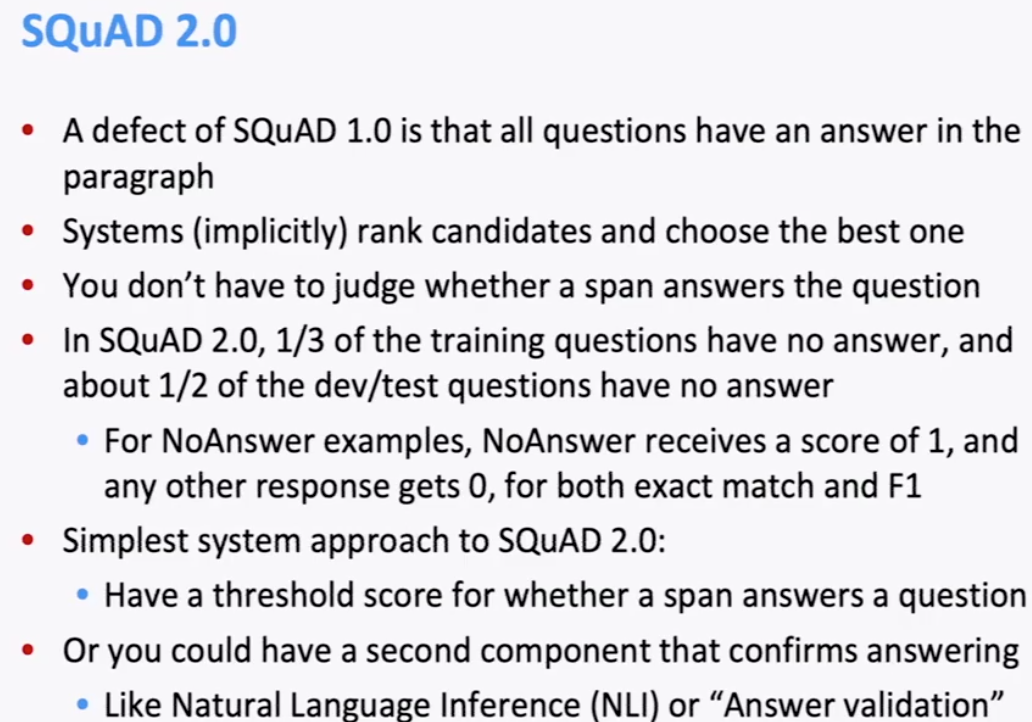 SQuAD 2.0
• A defect of SQuAD 1.0 is that all questions have an answer in the
paragraph
• Systems (implicitly) rank candidates and choose the best one
• You don’t have to judge whether a span answers the question
• In SQuAD 2.0, 1/3 of the training questions have no answer, and
about 1/2 of the dev/test questions have no answer
• For NoAnswer examples, NoAnswer receives a score of 1, and
any other response gets 0, for both exact match and F1
• Simplest system approach to SQuAD 2.0:
• Have a threshold score for whether a span answers a question
• Or you could have a second component that confirms answering
• Like Natural Language Inference (NLI) or “Answer validation”